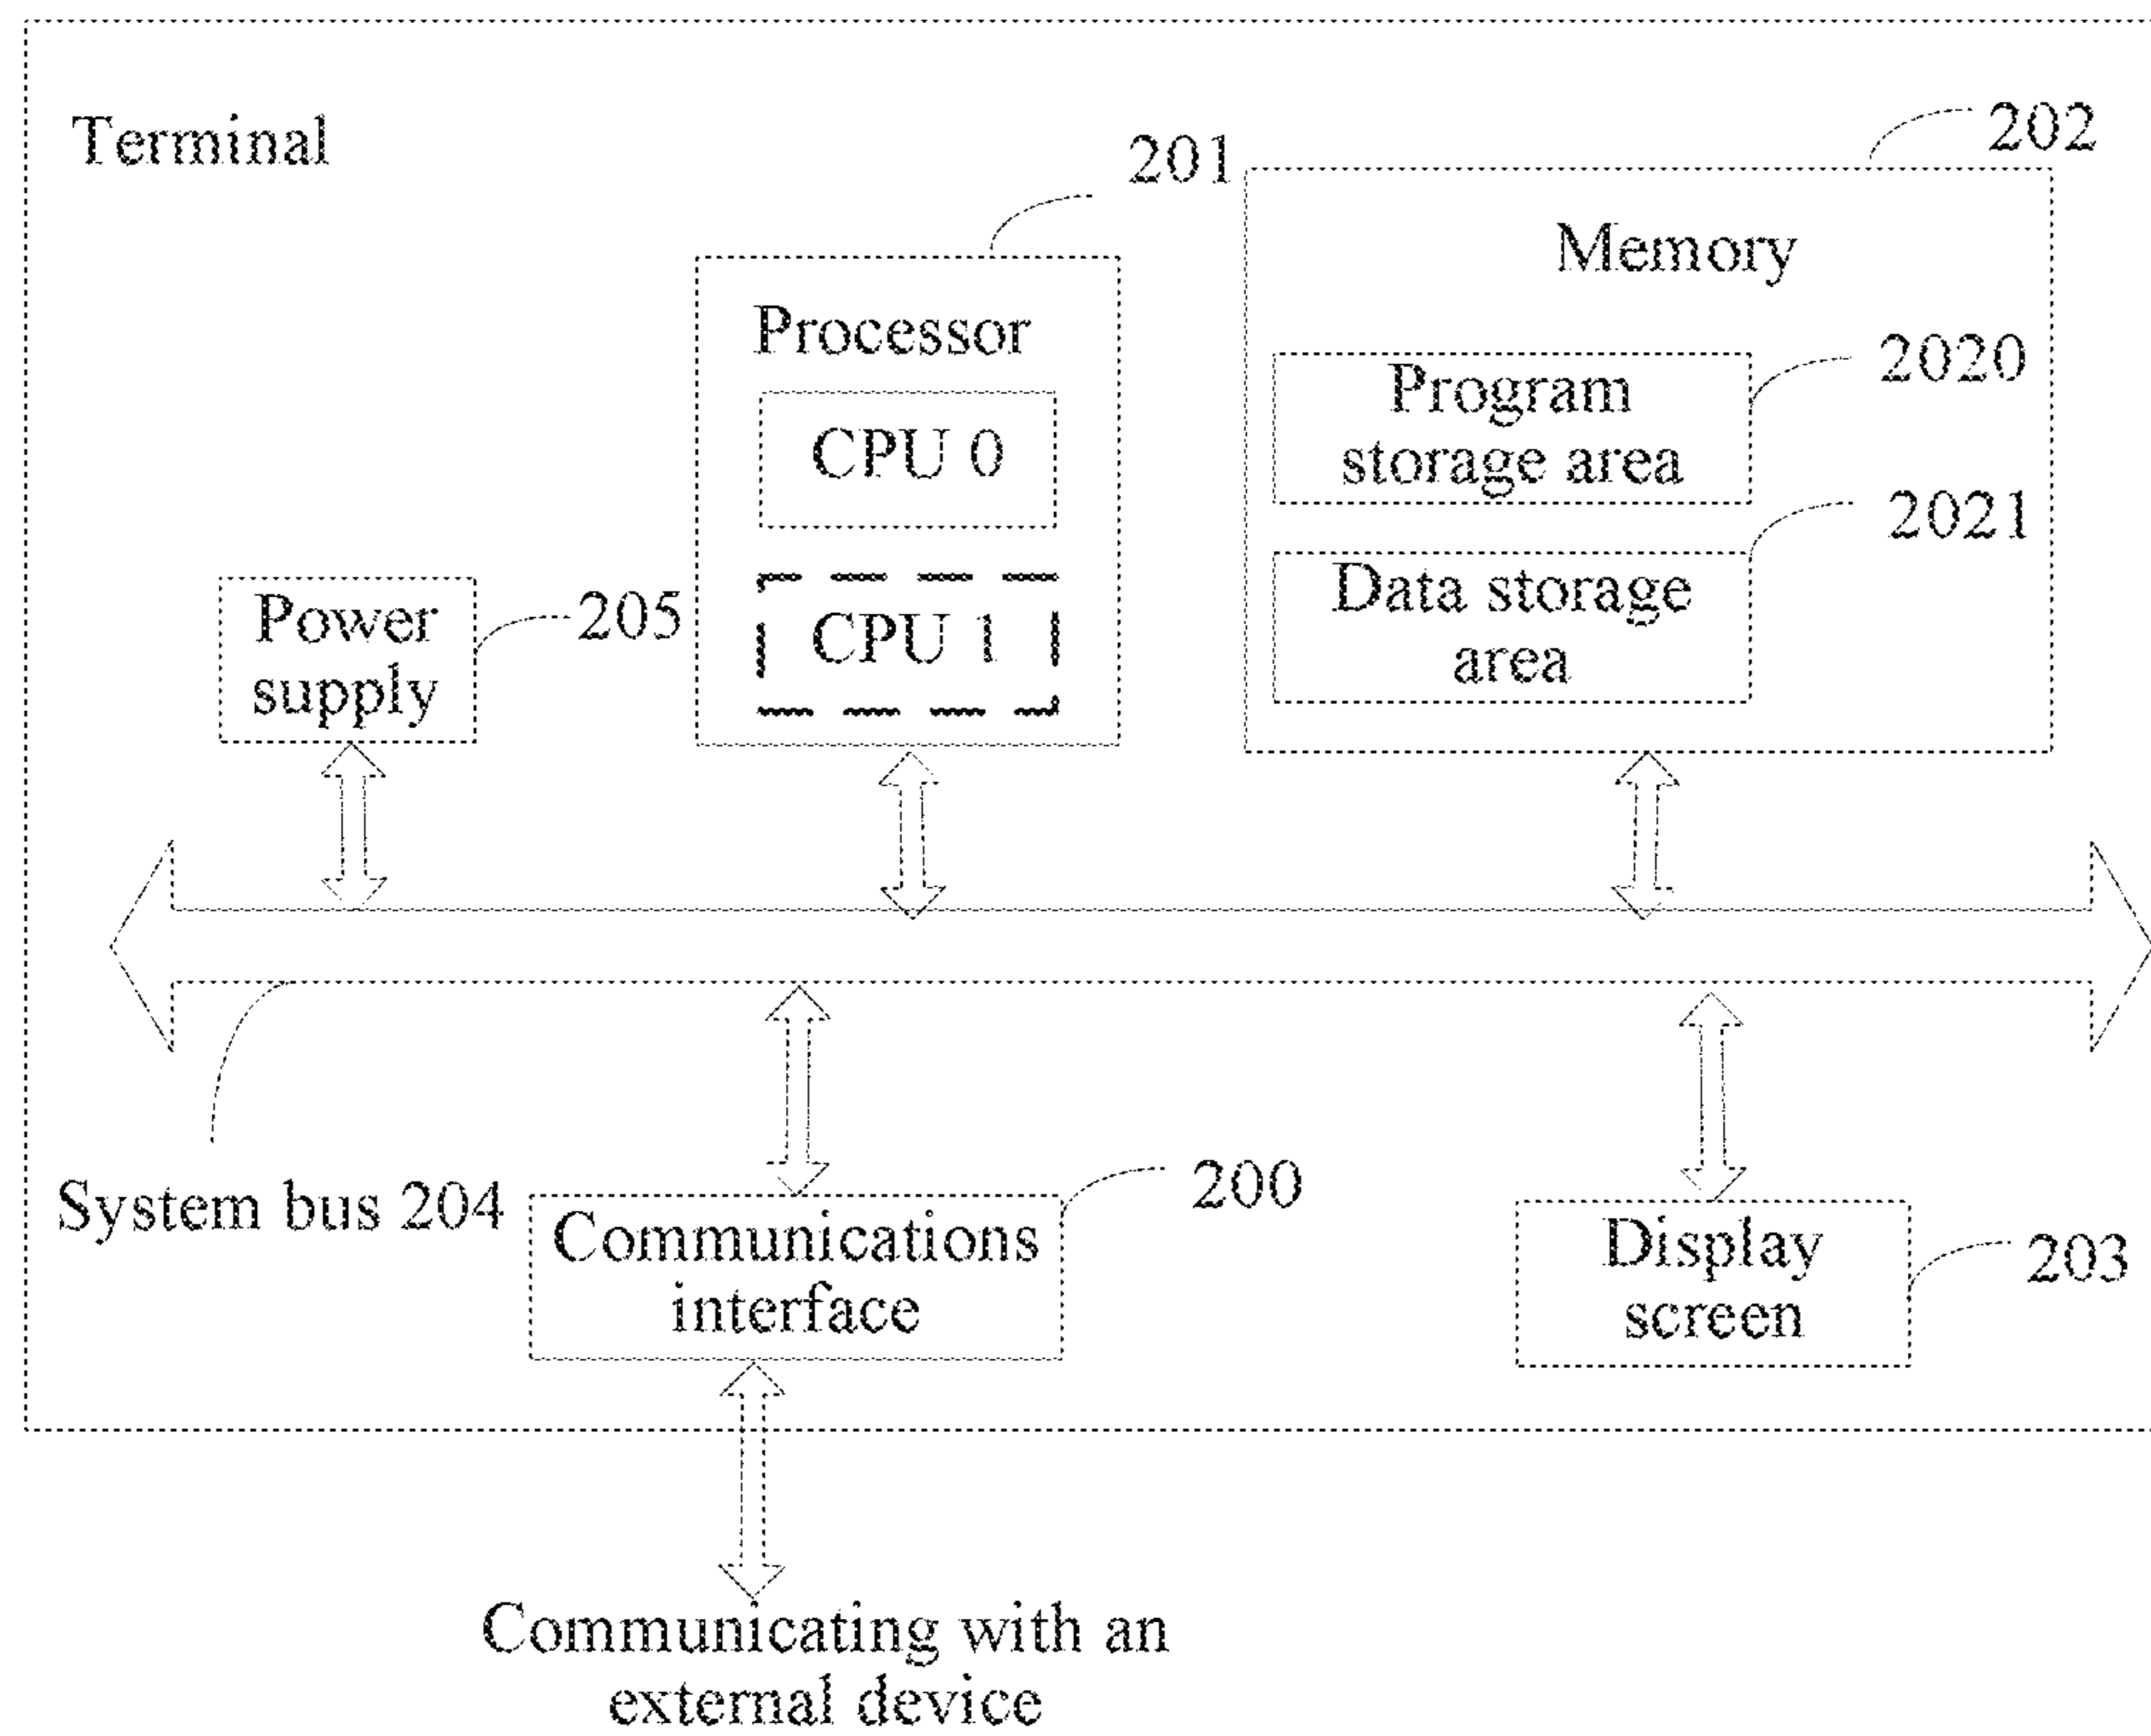 Terminal
201
202
Processor
CPU 0
CPU 1
Memory
Program
storage area
2020
Data storage
area
2021
Power
supply
205
System bus 204
Communications
interface
200
Display
screen
203
Communicating with an
external device